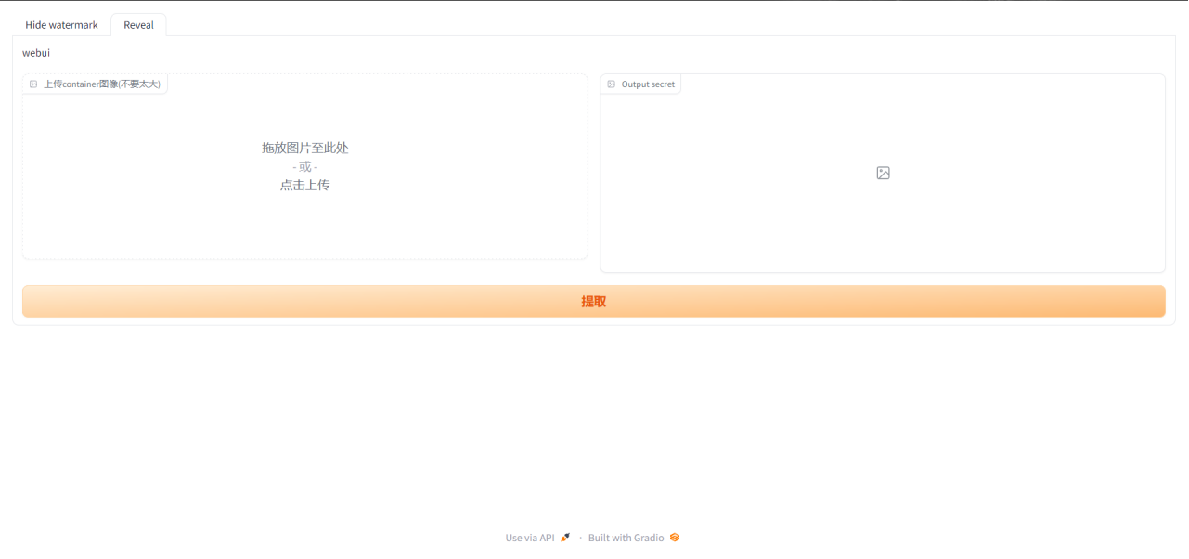 Hide watermark
Reveal
webui
上传container图像(不要太大)
Output secret
拖放图片至此处
- 或 -
点击上传
提取
Use via API
·
Built with Gradio